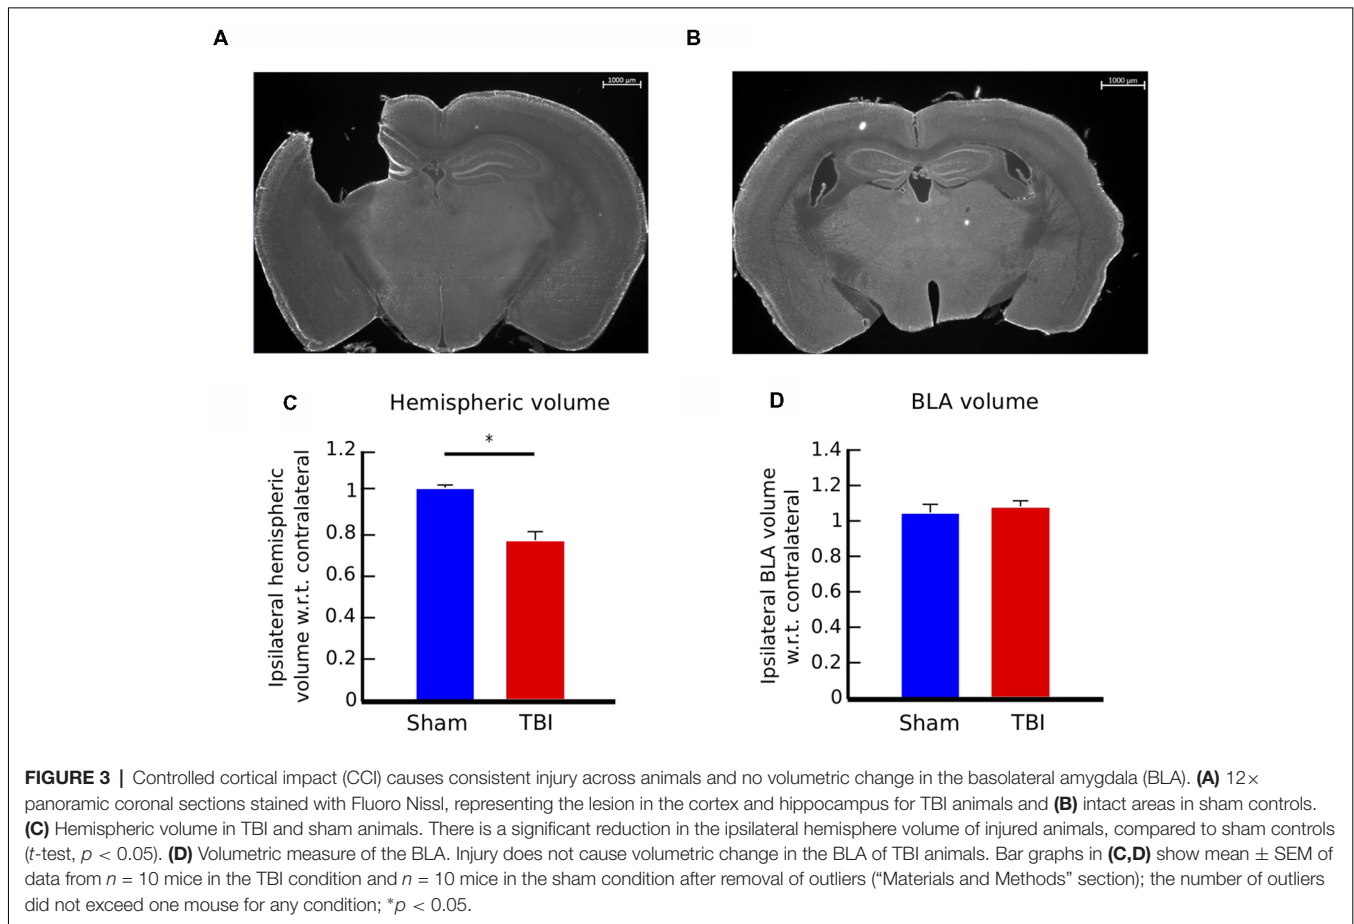 A
B
1000 µm
1000 µm
C
Hemispheric volume
D
BLA volume
Ipsilateral hemispheric
volume w.r.t. contralateral
1.2
1
0.8
0.6
0.4
0.2
0
*
Sham
TBI
Ipsilateral BLA volume
w.r.t. contralateral
1.4
1.2
1
0.8
0.6
0.4
0.2
0
Sham
TBI
FIGURE 3 | Controlled cortical impact (CCI) causes consistent injury across animals and no volumetric change in the basolateral amygdala (BLA). (A) 12×
panoramic coronal sections stained with Fluoro Nissl, representing the lesion in the cortex and hippocampus for TBI animals and (B) intact areas in sham controls.
(C) Hemispheric volume in TBI and sham animals. There is a significant reduction in the ipsilateral hemisphere volume of injured animals, compared to sham controls
(t-test, p < 0.05). (D) Volumetric measure of the BLA. Injury does not cause volumetric change in the BLA of TBI animals. Bar graphs in (C,D) show mean ± SEM of
data from n = 10 mice in the TBI condition and n = 10 mice in the sham condition after removal of outliers (“Materials and Methods” section); the number of outliers
did not exceed one mouse for any condition; *p < 0.05.